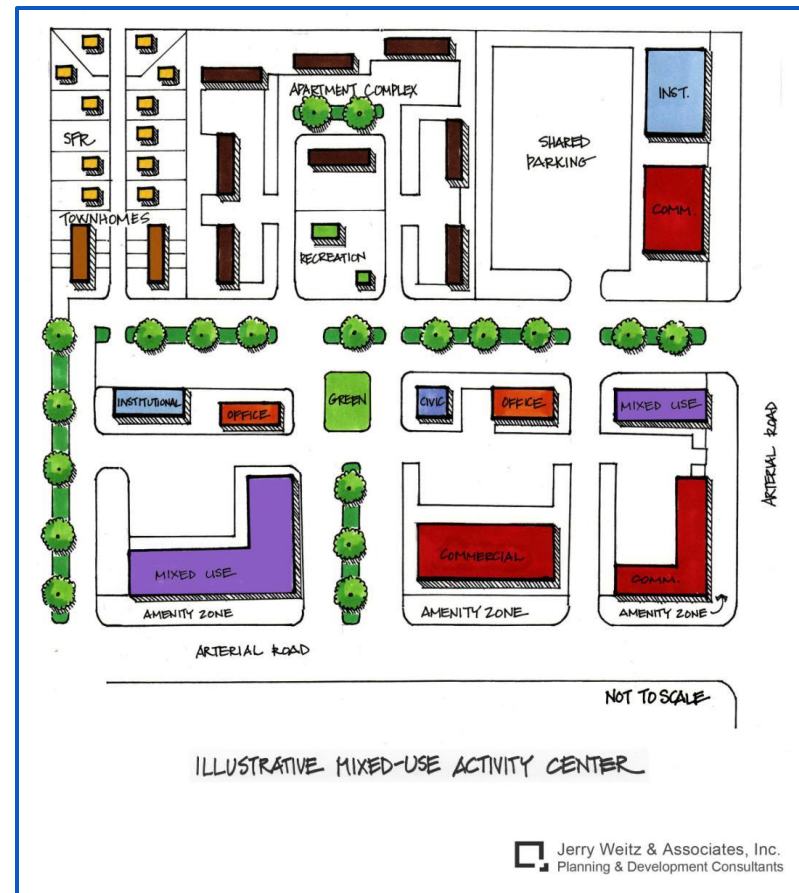 APARTMENT COMPLEX
INST.
SFR
SHARED
PARKING
COMM.
TOWNHOMES
RECREATION
INSTITUTIONAL
OFFICE
GREEN
CIVIC
OFFICE
MIXED USE
ARTERIAL ROAD
MIXED USE
COMMERCIAL
COMM.
AMENITY ZONE
AMENITY ZONE
AMENITY ZONE
ARTERIAL ROAD
NOT TO SCALE
ILLUSTRATIVE MIXED-USE ACTIVITY CENTER
Jerry Weitz & Associates, Inc.
Planning & Development Consultants